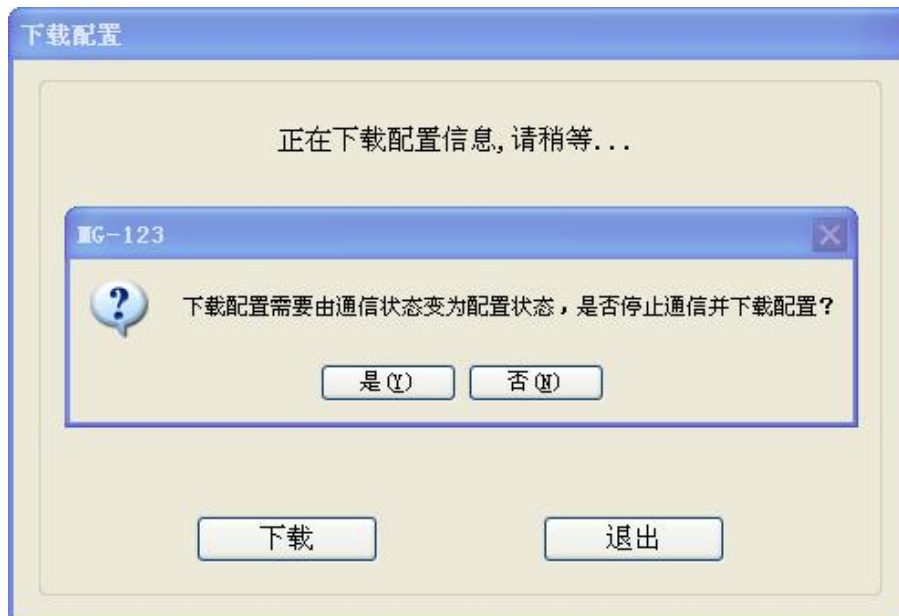 下载配置
正在下载配置信息,请稍等...
MG-123
下载配置需要由通信状态变为配置状态，是否停止通信并下载配置?
是(Y) 否(N)
下载 退出